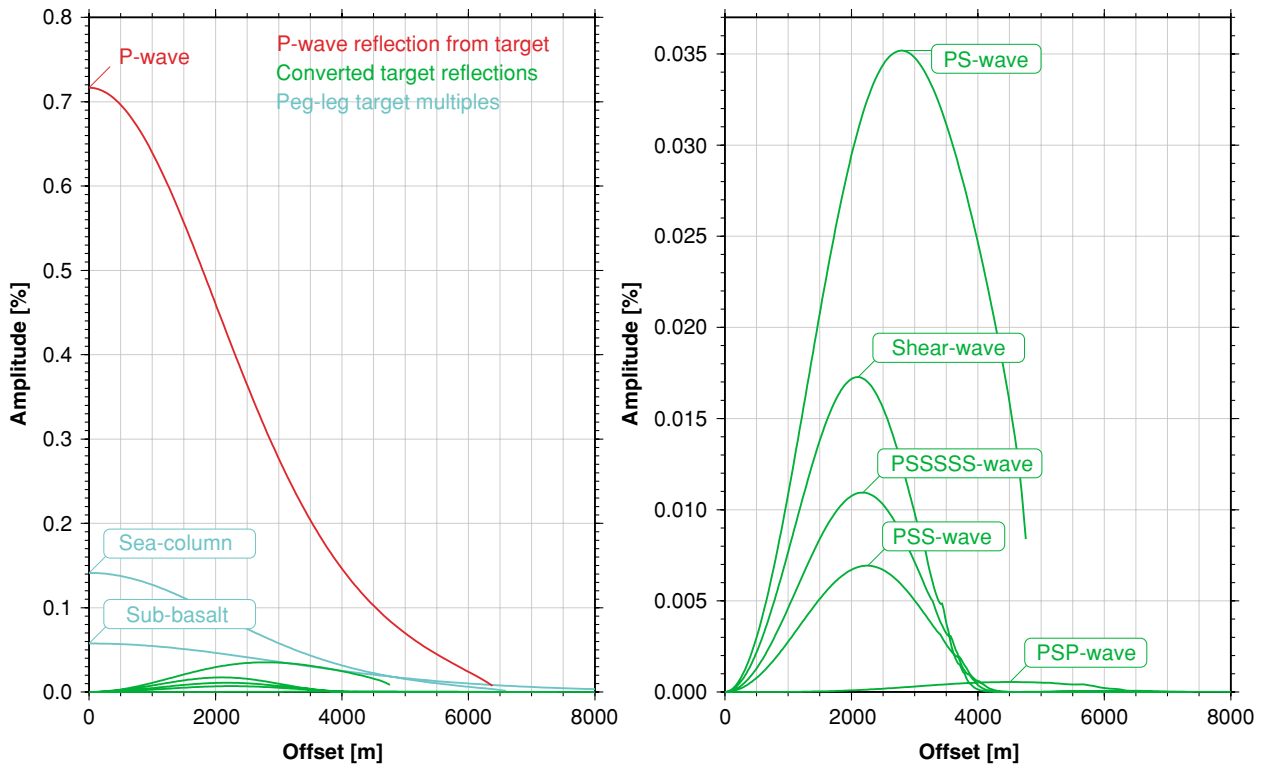 0.8
0.7
0.6
0.5
0.4
0.3
0.2
0.1
0.0
Amplitude [%]
P-wave
P-wave reflection from target
Converted target reflections
Peg-leg target multiples
Sea-column
Sub-basalt
0 2000 4000 6000 8000
Offset [m]
0.035
0.030
0.025
0.020
0.015
0.010
0.005
0.000
Amplitude [%]
PS-wave
Shear-wave
PSSSSS-wave
PSS-wave
PSP-wave
0 2000 4000 6000 8000
Offset [m]